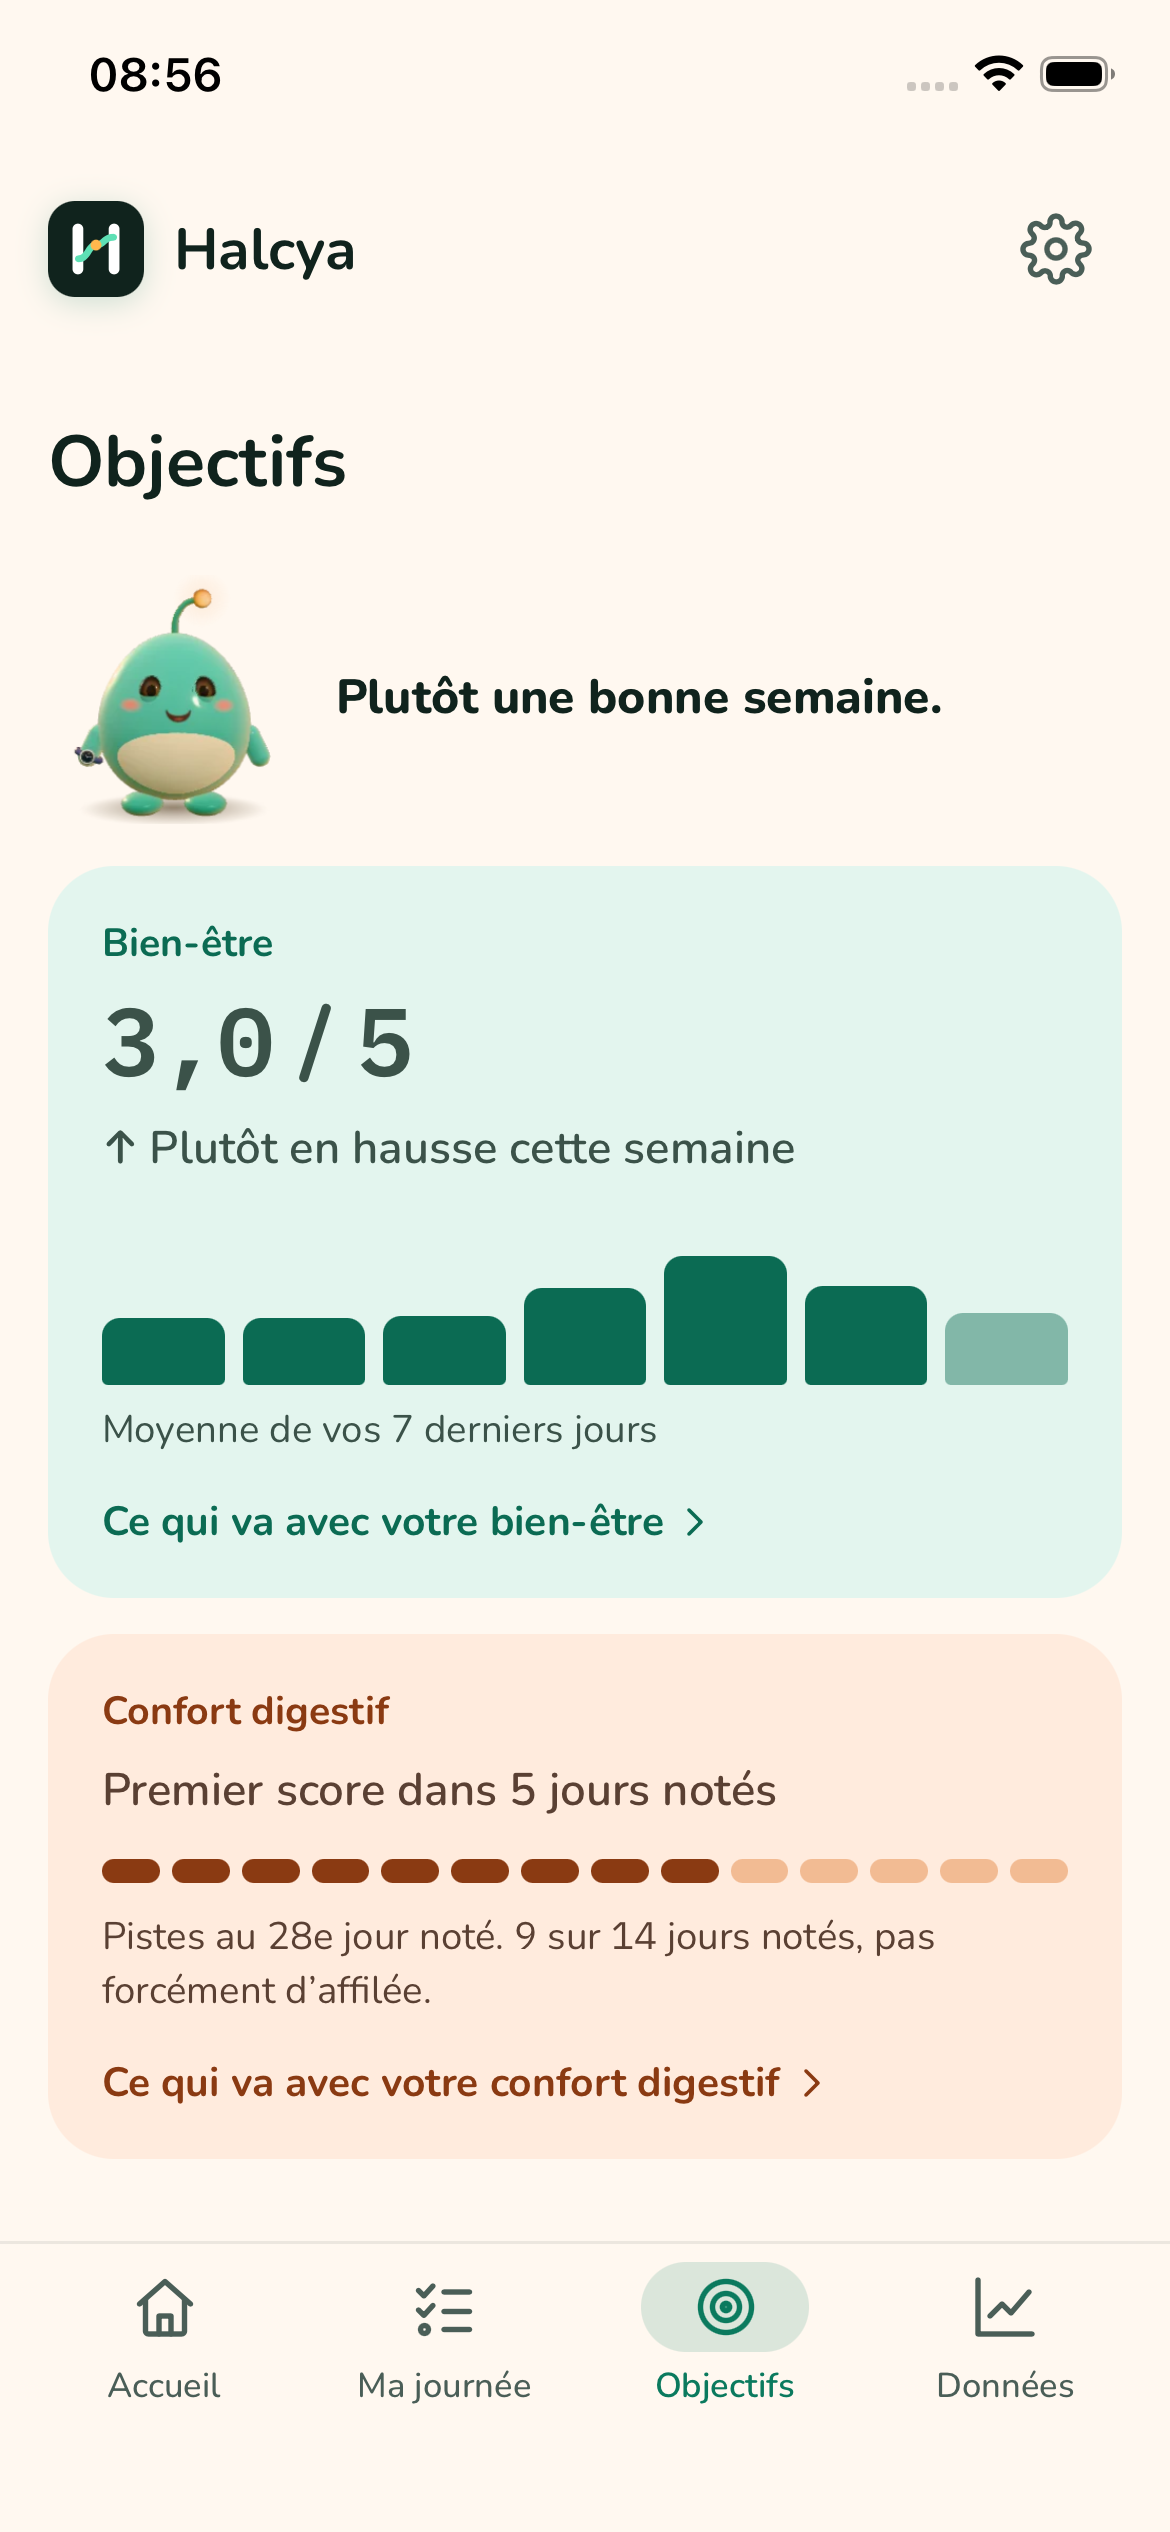 08:56
Halcya
Objectifs
Plutôt une bonne semaine.
Bien-être
3,0/5
↑ Plutôt en hausse cette semaine
Moyenne de vos 7 derniers jours
Ce qui va avec votre bien-être >
Confort digestif
Premier score dans 5 jours notés
Pistes au 28e jour noté. 9 sur 14 jours notés, pas
forcément d’affilée.
Ce qui va avec votre confort digestif >
Accueil
Ma journée
Objectifs
Données